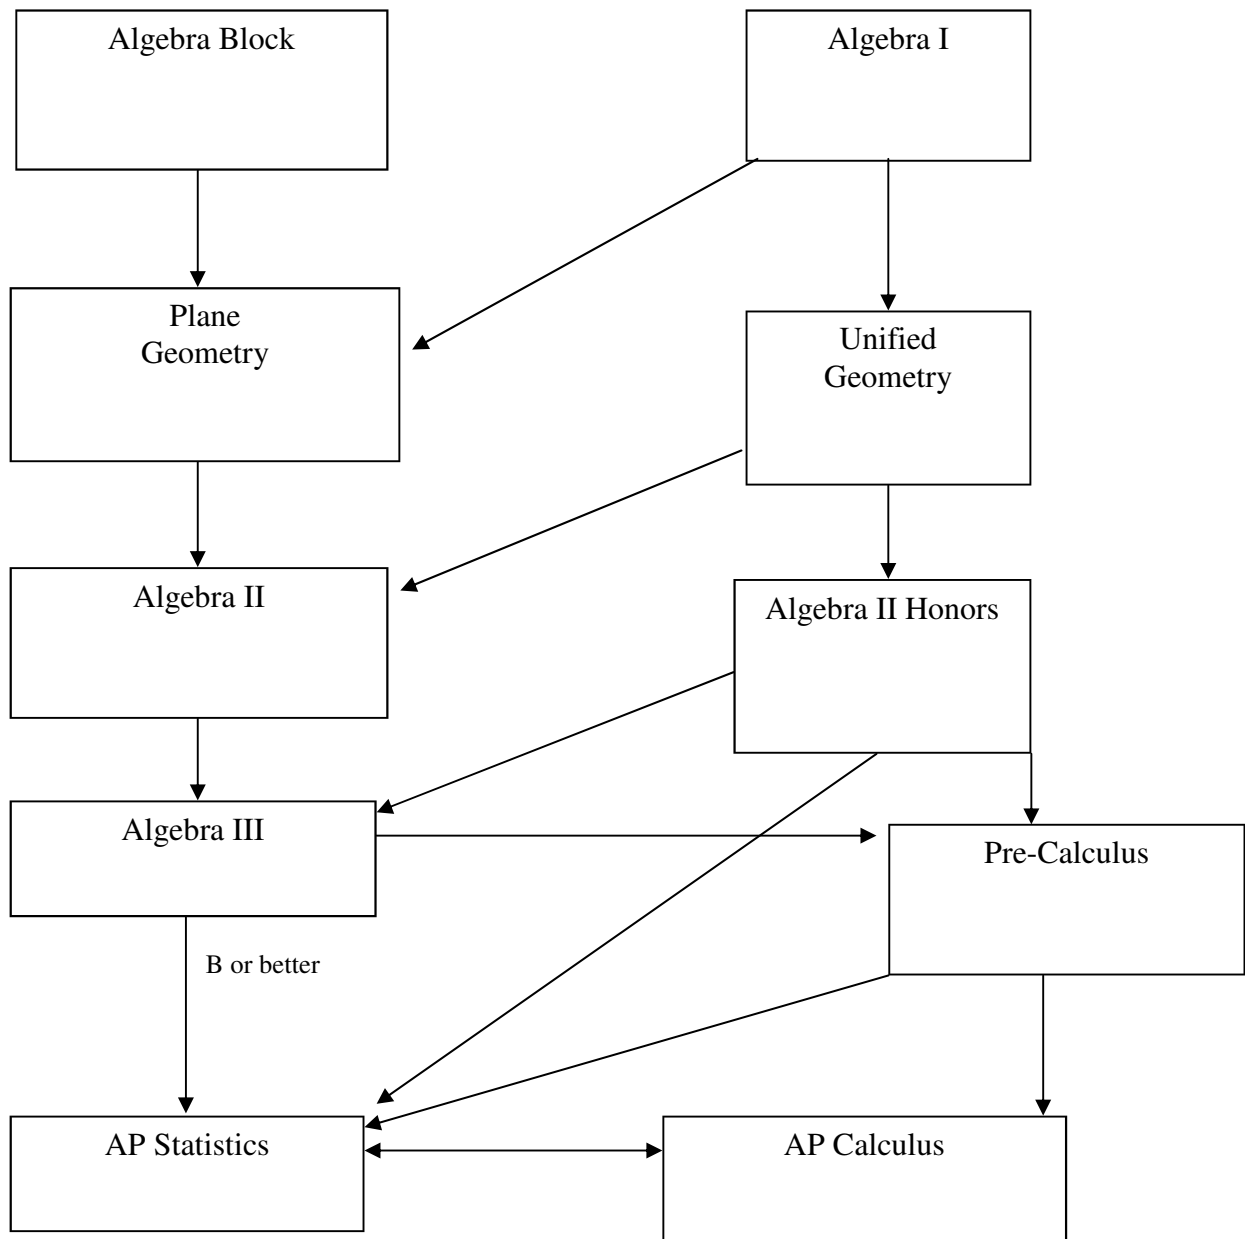 Algebra Block
Algebra I
Plane
Geometry
Unified
Geometry
Algebra II
Algebra II Honors
Algebra III
Pre-Calculus
B or better
AP Statistics
AP Calculus